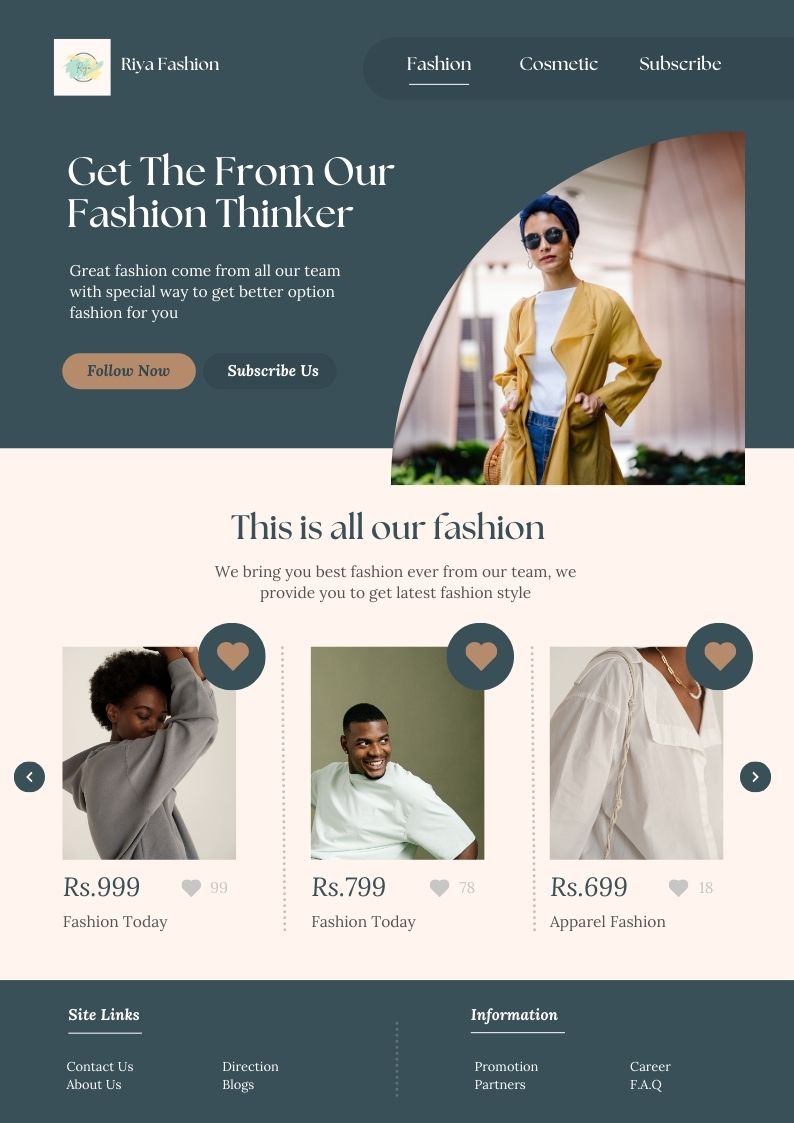 Riya Fashion
Fashion
Cosmetic
Subscribe
Get The From Our
Fashion Thinker
Great fashion come from all our team
with special way to get better option
fashion for you
Follow Now
Subscribe Us
This is all our fashion
We bring you best fashion ever from our team, we
provide you to get latest fashion style
Rs.999
99
Fashion Today
Rs.799
78
Fashion Today
Rs.699
18
Apparel Fashion
Site Links
Contact Us
About Us
Direction
Blogs
Information
Promotion
Partners
Career
F.A.Q